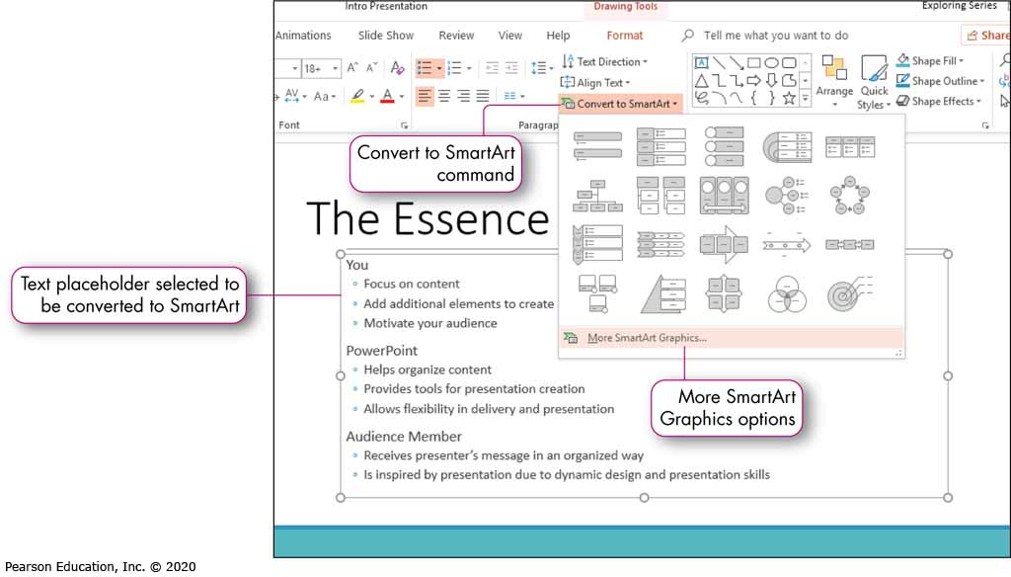 Intro Presentation
Drawing Tools
Exploring Series
Animations Slide Show Review View Help Format Tell me what you want to do Share
18+ A A A Text Direction Shape Fill
AV Aa A Align Text Arrange Quick Styles Shape Outline
Convert to SmartArt Shape Effects
Font Paragrap
Convert to SmartArt
command
The Essence
Text placeholder selected to
be converted to SmartArt
You
Focus on content
Add additional elements to create
Motivate your audience
More SmartArt Graphics...
PowerPoint
Helps organize content
Provides tools for presentation creation
Allows flexibility in delivery and presentation
More SmartArt
Graphics options
Audience Member
Receives presenter's message in an organized way
Is inspired by presentation due to dynamic design and presentation skills
Pearson Education, Inc. © 2020